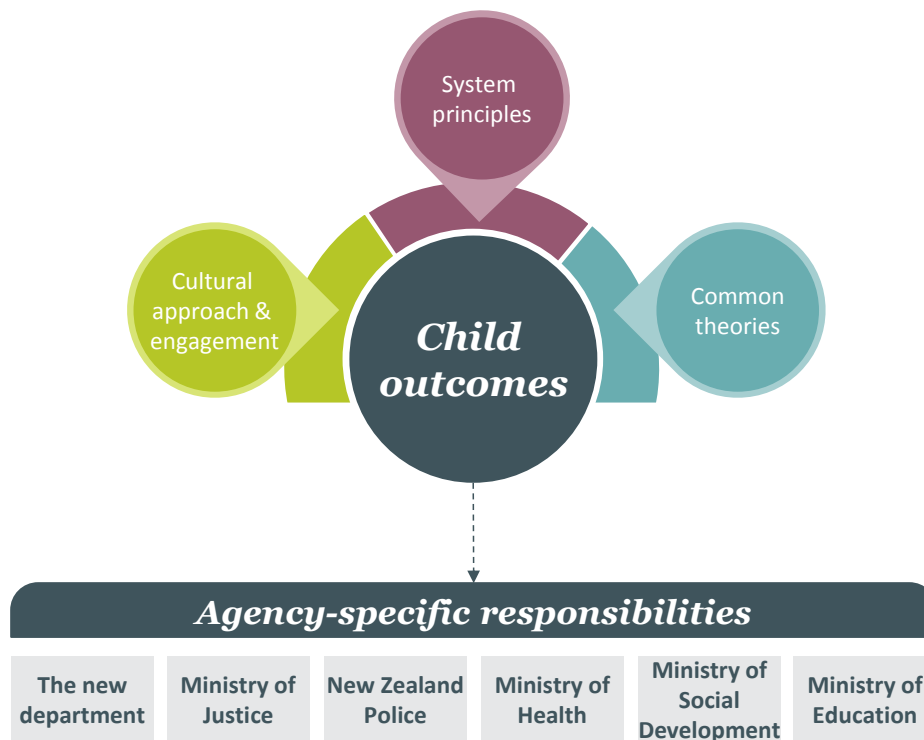 System
principles
Cultural
approach &
engagement
Common
theories
Child
outcomes
Agency-specific responsibilities
The new
department
Ministry of
Justice
New Zealand
Police
Ministry of
Health
Ministry of
Social
Development
Ministry of
Education